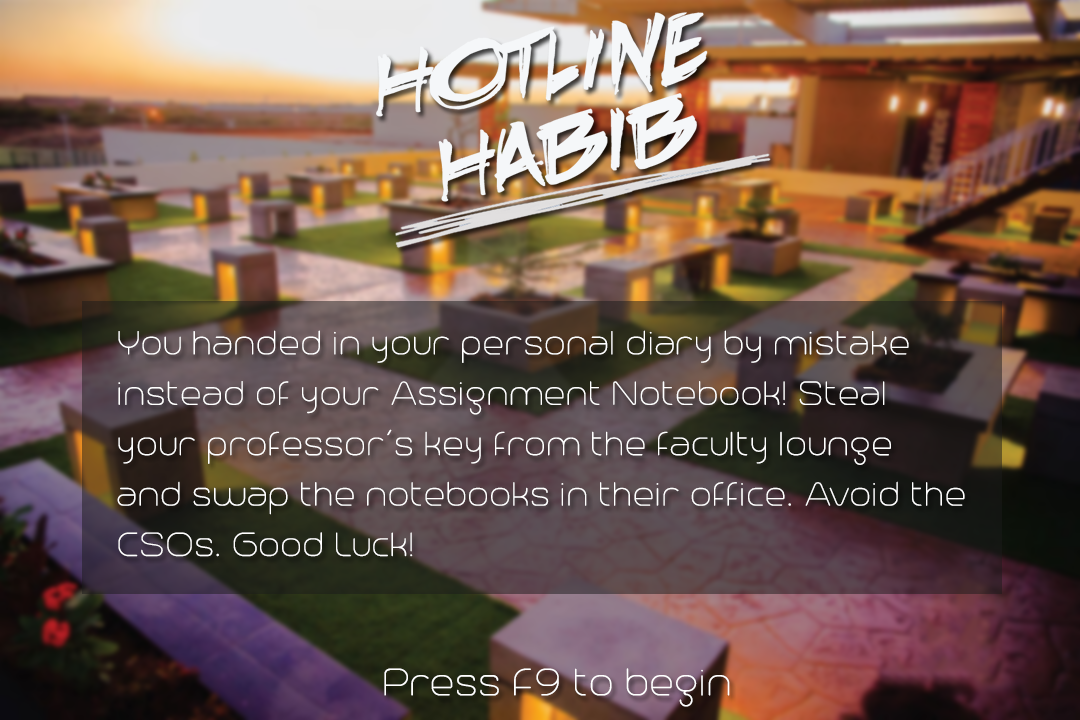 HOTLINE
HABIB
Service
You handed in your personal diary by mistake
instead of your Assignment Notebook! Steal
your professor's key from the faculty lounge
and swap the notebooks in their office. Avoid the
CSOs. Good Luck!
Press F9 to begin